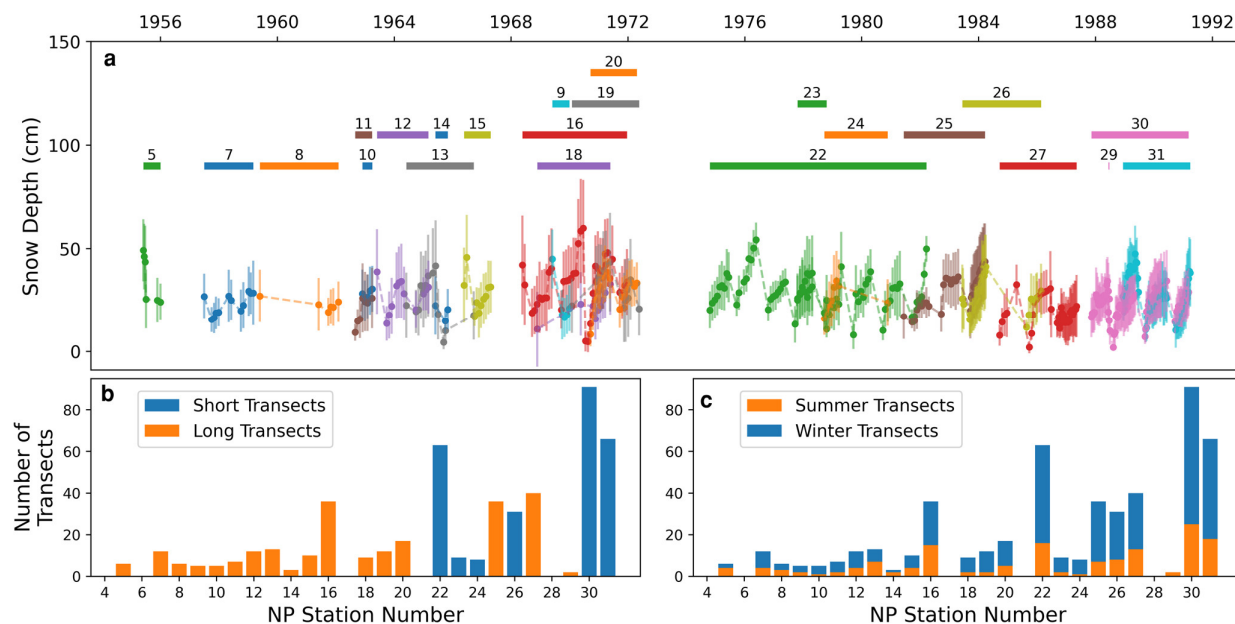 1956 1960 1964 1968 1972 1976 1980 1984 1988 1992
a
150
100
50
0
Snow Depth (cm)
20
9 19 23 26
11 12 14 15 16 24 25 30
5 7 8 10 13 18 22 27 29 31
b
Short Transects
Long Transects
Number of
Transects
80
60
40
20
0
4 6 8 10 12 14 16 18 20 22 24 26 28 30
NP Station Number
c
Summer Transects
Winter Transects
80
60
40
20
0
4 6 8 10 12 14 16 18 20 22 24 26 28 30
NP Station Number